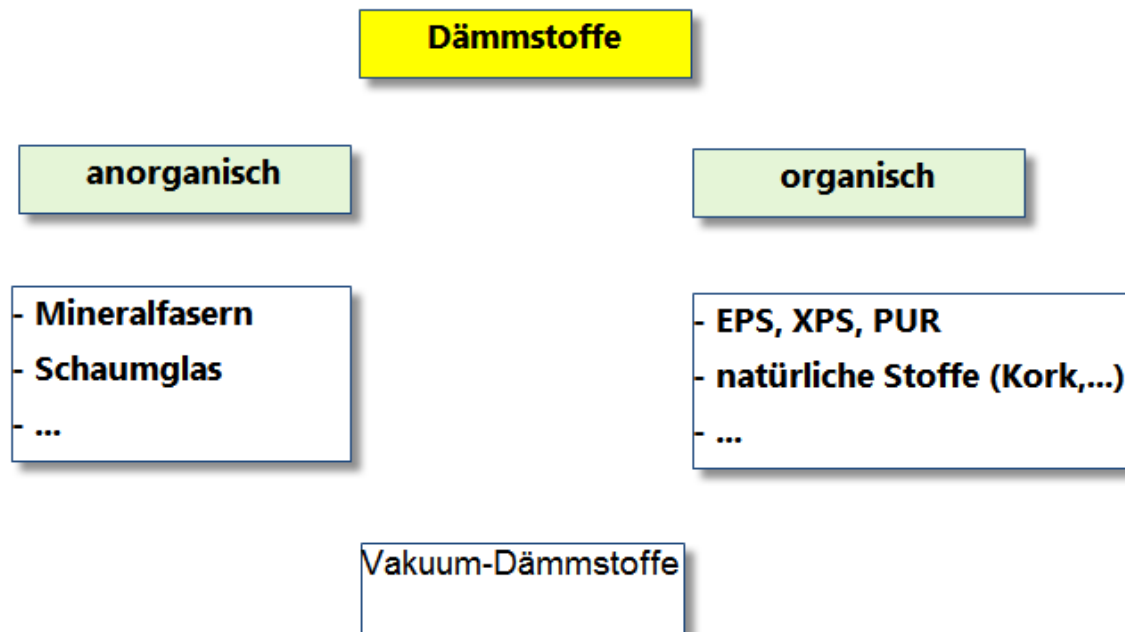 Dämmstoffe
anorganisch
organisch
- Mineralfasern
- Schaumglas
- ...
- EPS, XPS, PUR
- natürliche Stoffe (Kork,...)
- ...
Vakuum-Dämmstoffe